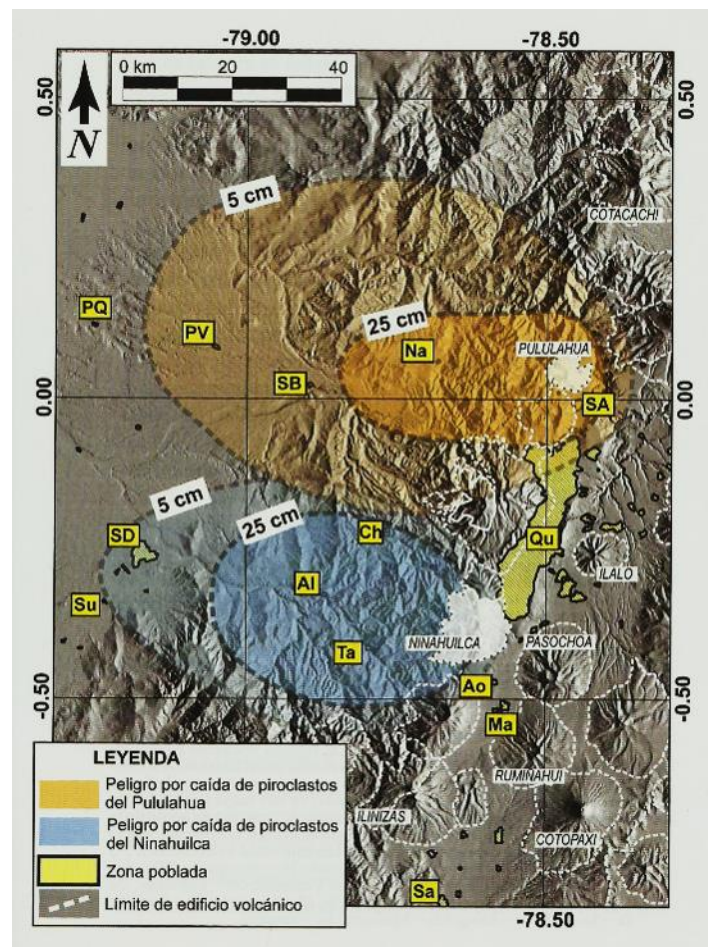 -79.00
-78.50
0 km 20 40
0.50
0.50
N
5 cm
COTACACHI
PQ
PV
25 cm
Na
PULULAHUA
SB
0.00
SA
0.00
5 cm
25 cm
SD
Ch
Qu
Al
ILALO
Su
Ta
NINAHUILCA
PASOCHOA
Ao
-0.50
-0.50
Ma
RUMINAHUI
ILINIZAS
COTOPAXI
Sa
-78.50
LEYENDA
Peligro por caída de piroclastos
del Pululahua
Peligro por caída de piroclastos
del Ninahuilca
Zona poblada
Límite de edificio volcánico